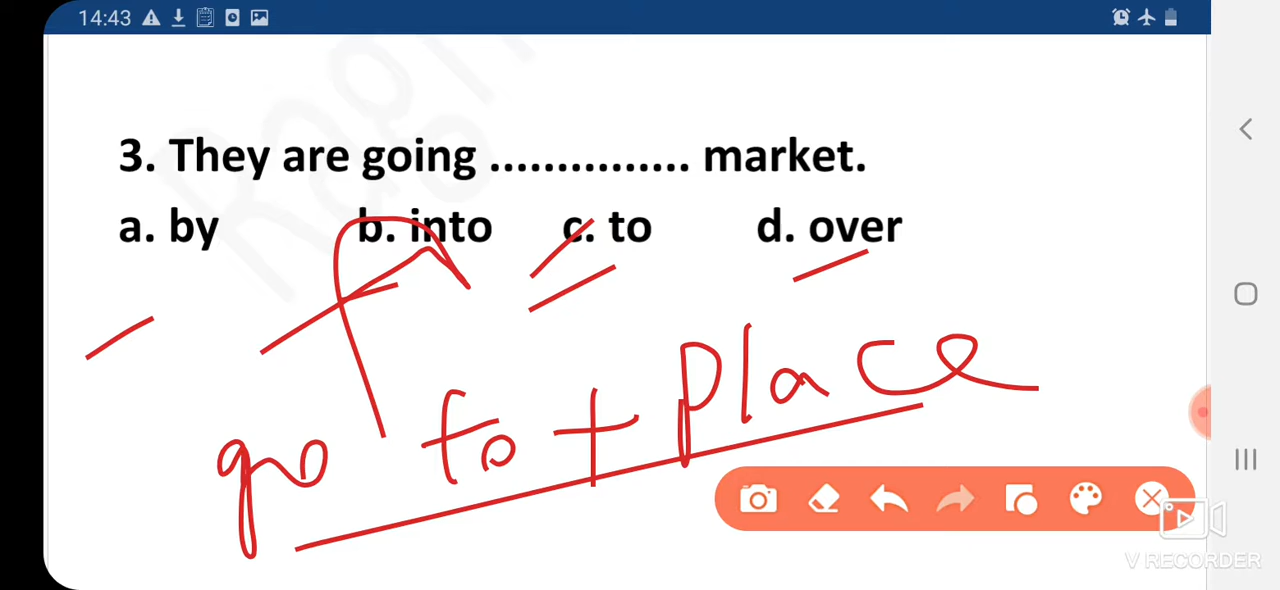 14:43
3. They are going ............... market.
a. by b. into c. to d. over
go to + place
V RECORDER